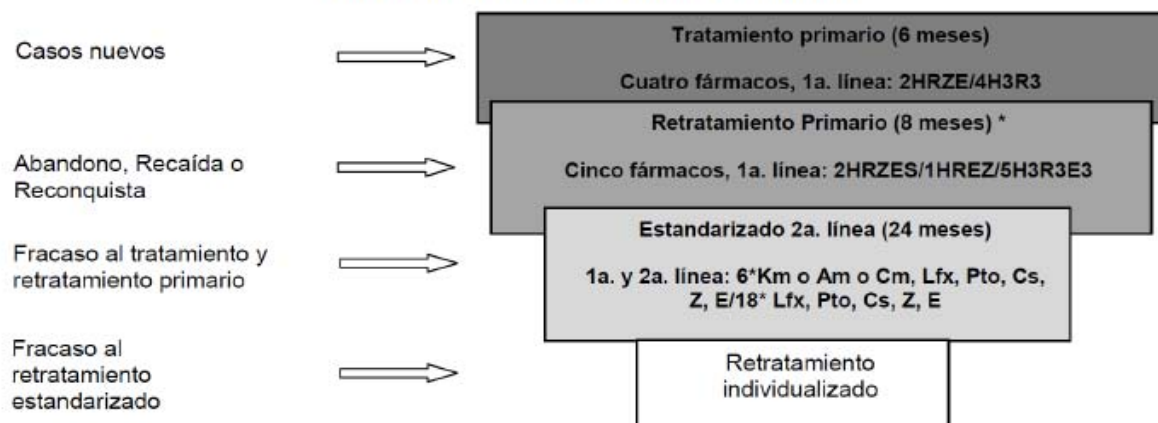 Casos nuevos
Tratamiento primario (6 meses)
Cuatro fármacos, 1a. línea: 2HRZE/4H3R3
Abandono, Recaída o
Reconquista
Retratamiento Primario (8 meses) *
Cinco fármacos, 1a. línea: 2HRZES/1HREZ/5H3R3E3
Fracaso al tratamiento y
retratamiento primario
Estandarizado 2a. línea (24 meses)
1a. y 2a. línea: 6*Km o Am o Cm, Lfx, Pto, Cs,
Z, E/18* Lfx, Pto, Cs, Z, E
Fracaso al
retratamiento
estandarizado
Retratamiento
individualizado